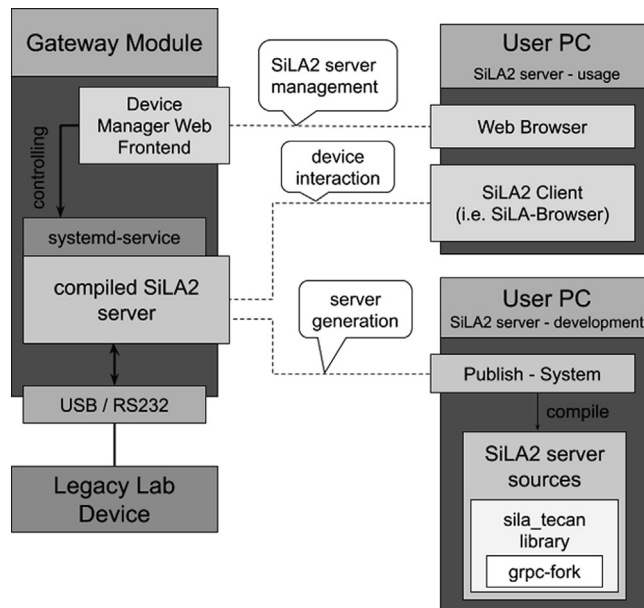 Gateway Module
Device
Manager Web
Frontend
controlling
systemd-service
compiled SiLA2
server
USB / RS232
Legacy Lab
Device
SiLA2 server
management
device
interaction
server
generation
User PC
SiLA2 server - usage
Web Browser
SiLA2 Client
(i.e. SiLA-Browser)
User PC
SiLA2 server - development
Publish - System
compile
SiLA2 server
sources
sila_tecan
library
grpc-fork